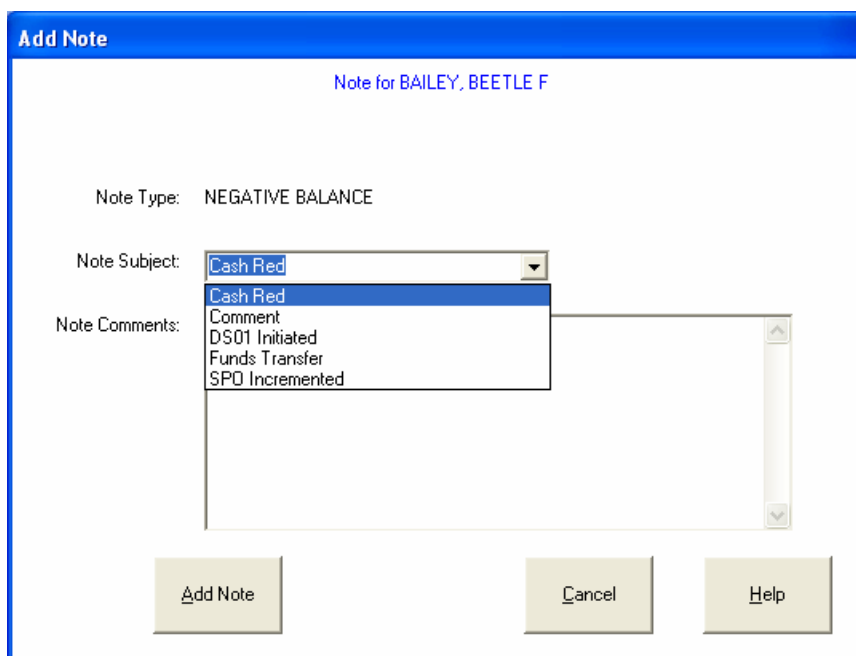 Add Note
Note for BAILEY, BEETLE F
Note Type: NEGATIVE BALANCE
Note Subject: Cash Red
Cash Red
Note Comments:
Comment
DS01 Initiated
Funds Transfer
SPO Incremented
Add Note Cancel Help